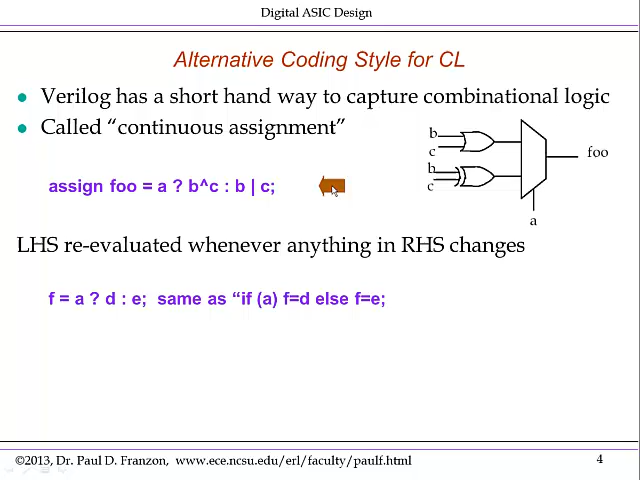 Digital ASIC Design
Alternative Coding Style for CL
Verilog has a short hand way to capture combinational logic
Called “continuous assignment”
b
c
foo
b
c
a
assign foo = a ? b^c : b | c;
LHS re-evaluated whenever anything in RHS changes
f = a ? d : e; same as “if (a) f=d else f=e;
©2013, Dr. Paul D. Franzon, www.ece.ncsu.edu/erl/faculty/paulf.html
4